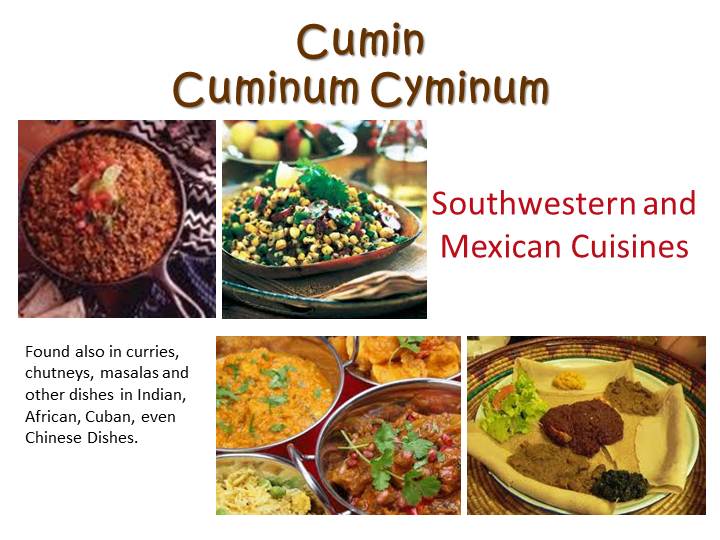 Cumin
Cuminum Cyminum
Southwestern and
Mexican Cuisines
Found also in curries,
chutneys, masalas and
other dishes in Indian,
African, Cuban, even
Chinese Dishes.